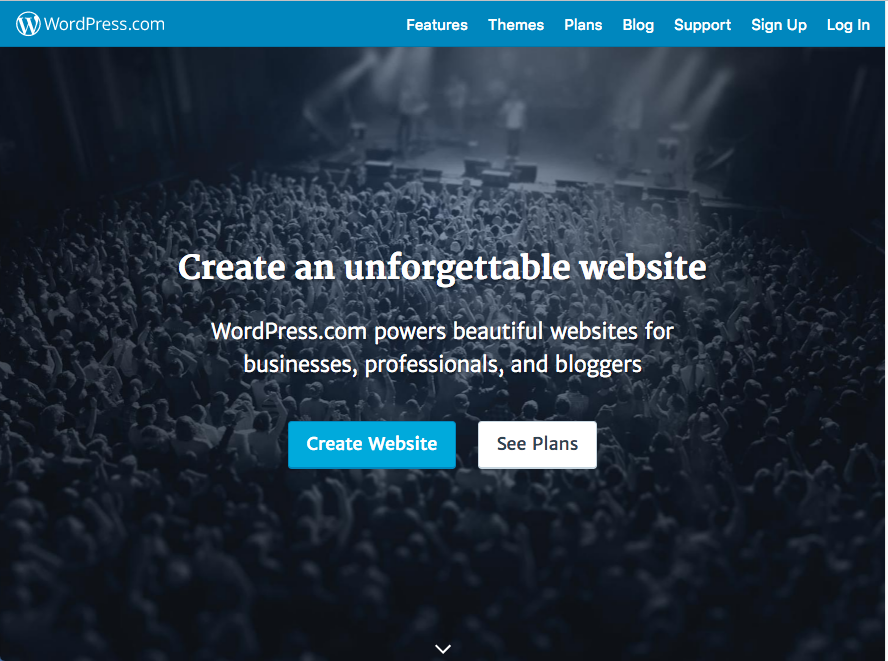 WordPress.com Features Themes Plans Blog Support Sign Up Log In
Create an unforgettable website
WordPress.com powers beautiful websites for
businesses, professionals, and bloggers
Create Website See Plans